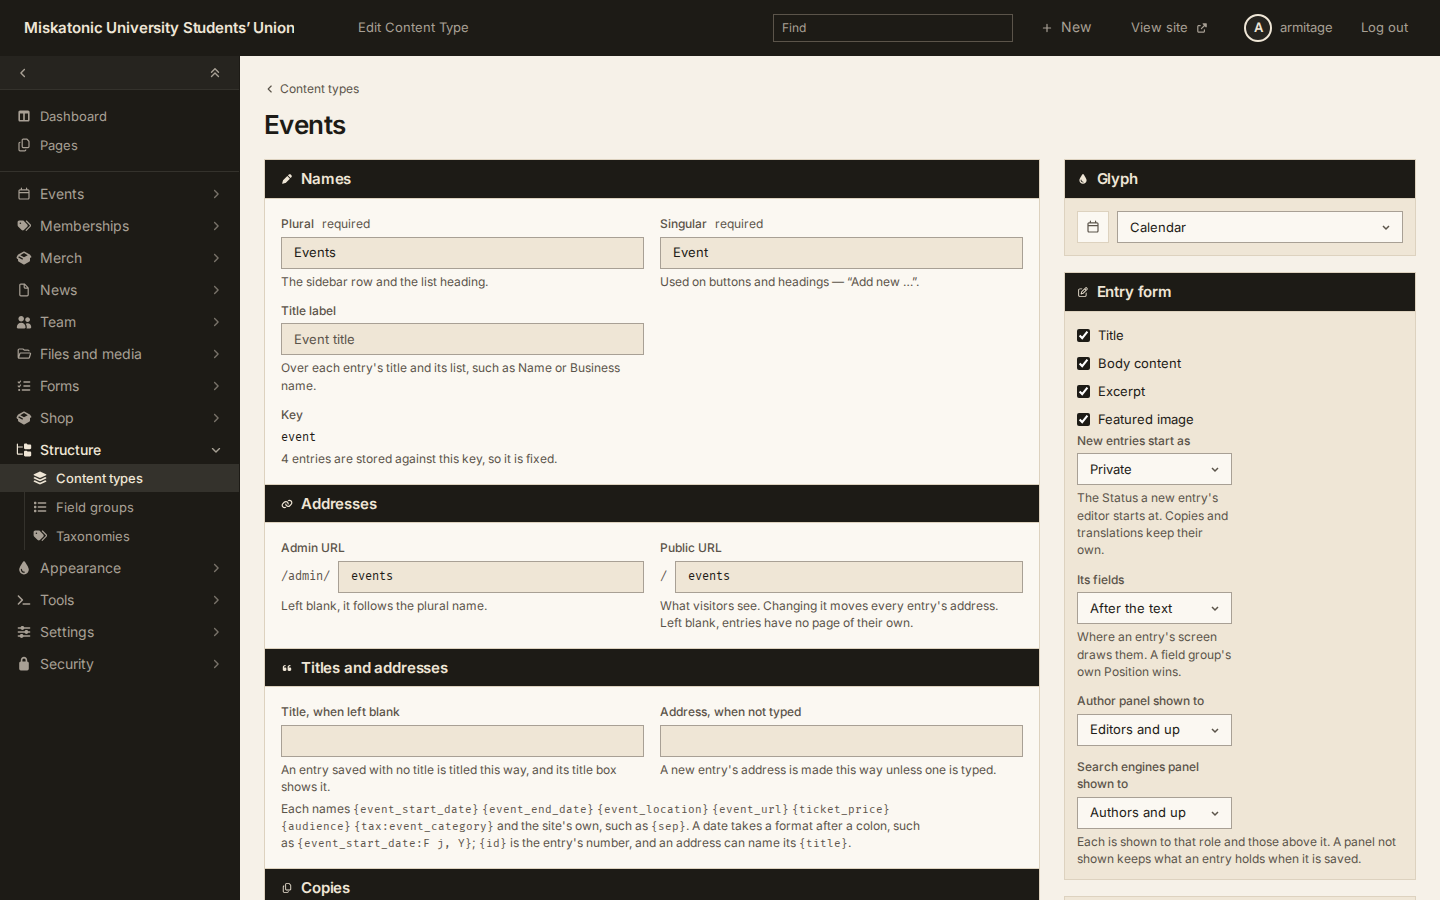 Miskatonic University Students’ Union
Edit Content Type
Find
New
View site
A
armitage
Log out
Dashboard
Pages
Events
Memberships
Merch
News
Team
Files and media
Forms
Shop
Structure
Content types
Field groups
Taxonomies
Appearance
Tools
Settings
Security
Content types
Events
Names
Plural required
Events
The sidebar row and the list heading.
Singular required
Event
Used on buttons and headings — “Add new …”.
Title label
Event title
Over each entry's title and its list, such as Name or Business
name.
Key
event
4 entries are stored against this key, so it is fixed.
Addresses
Admin URL
/admin/ events
Left blank, it follows the plural name.
Public URL
/ events
What visitors see. Changing it moves every entry's address.
Left blank, entries have no page of their own.
Titles and addresses
Title, when left blank
An entry saved with no title is titled this way, and its title box
shows it.
Address, when not typed
A new entry's address is made this way unless one is typed.
Each names {event_start_date} {event_end_date} {event_location} {event_url} {ticket_price}
{audience} {tax:event_category} and the site's own, such as {sep}. A date takes a format after a colon, such
as {event_start_date:F j, Y}; {id} is the entry's number, and an address can name its {title}.
Copies
Glyph
Calendar
Entry form
Title
Body content
Excerpt
Featured image
New entries start as
Private
The Status a new entry's
editor starts at. Copies and
translations keep their
own.
Its fields
After the text
Where an entry's screen
draws them. A field group's
own Position wins.
Author panel shown to
Editors and up
Search engines panel
shown to
Authors and up
Each is shown to that role and those above it. A panel not
shown keeps what an entry holds when it is saved.